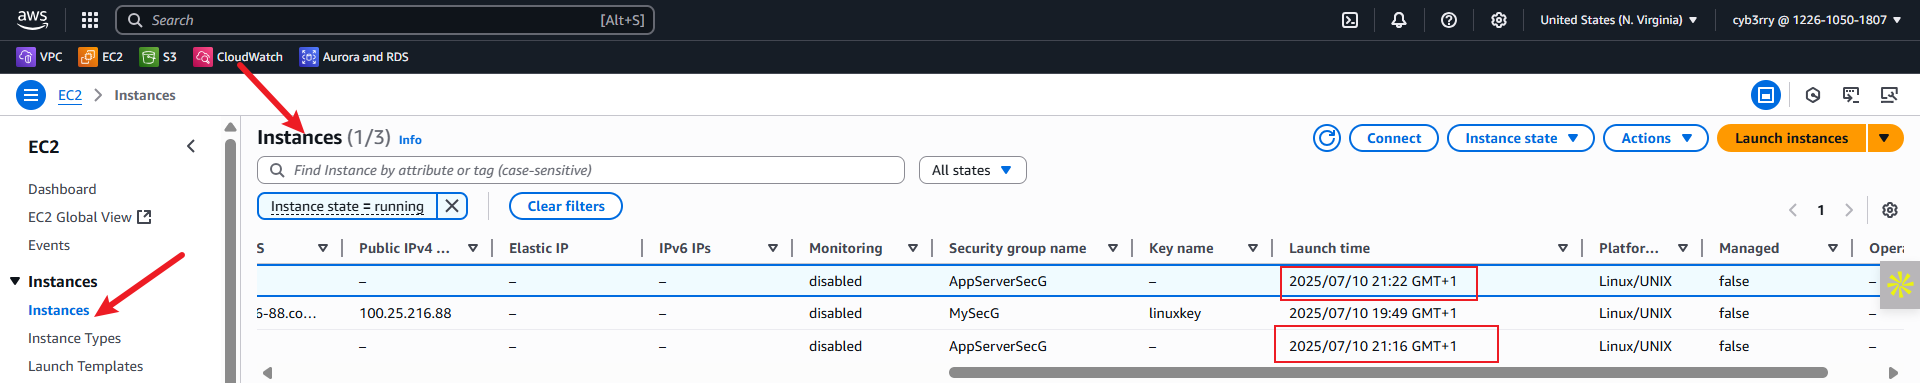 aws
Search [Alt+S]
United States (N. Virginia) ▼
cyb3rry @ 1226-1050-1807 ▼
VPC EC2 S3 CloudWatch Aurora and RDS
EC2 > Instances
EC2
Dashboard
EC2 Global View
Events
Instances
Instances
Instance Types
Launch Templates
Instances (1/3) Info
Connect Instance state ▼ Actions ▼ Launch instances ▼
Find Instance by attribute or tag (case-sensitive) All states ▼
Instance state = running Clear filters
1
S Public IPv4 ... Elastic IP IPv6 IPs Monitoring Security group name Key name Launch time Platfor... Managed Opera
– – – disabled AppServerSecG – 2025/07/10 21:22 GMT+1 Linux/UNIX false –
6-88.co... 100.25.216.88 – – disabled MySecG linuxkey 2025/07/10 19:49 GMT+1 Linux/UNIX false –
– – – disabled AppServerSecG – 2025/07/10 21:16 GMT+1 Linux/UNIX false –